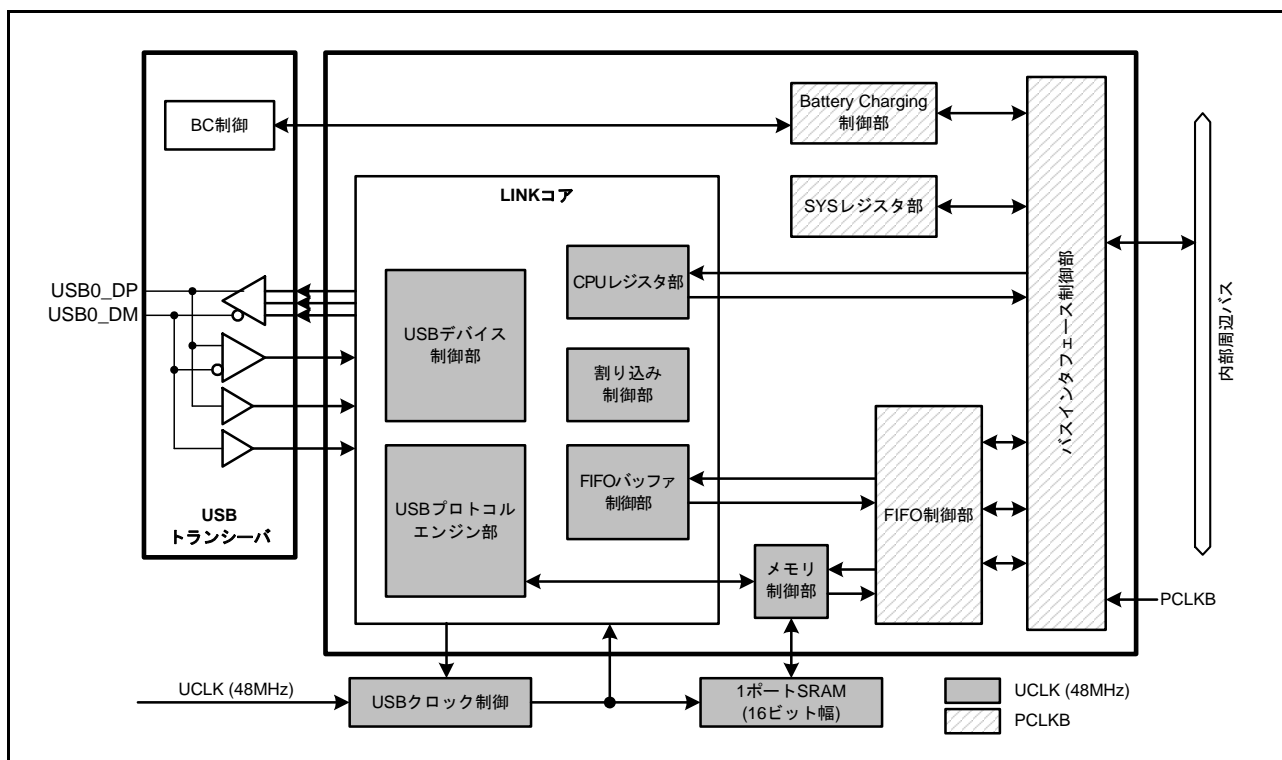 BC制御
Battery Charging
制御部
SYSレジスタ部
LINKコア
CPUレジスタ部
USB0_DP
USB0_DM
USBデバイス
制御部
割り込み
制御部
USBプロトコル
エンジン部
FIFOバッファ
制御部
FIFO制御部
メモリ
制御部
バスインタフェース制御部
内部周辺バス
USB
トランシーバ
PCLKB
UCLK (48MHz)
USBクロック制御
1ポートSRAM
(16ビット幅)
UCLK (48MHz)
PCLKB